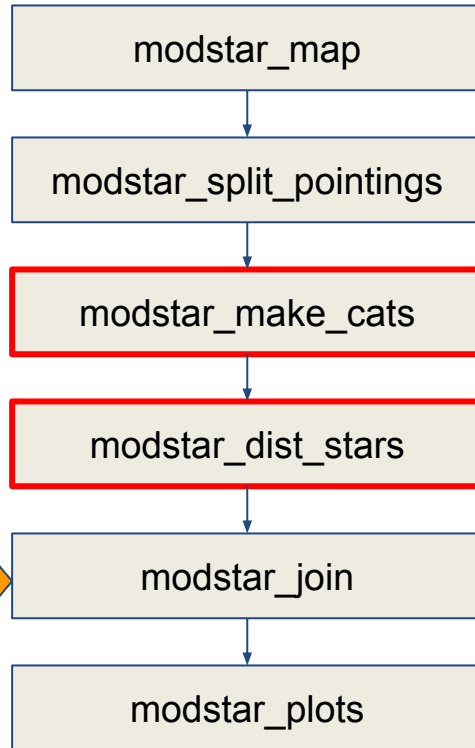 modstar_map
modstar_split_pointings
modstar_make_cats
modstar_dist_stars
modstar_join
modstar_plots